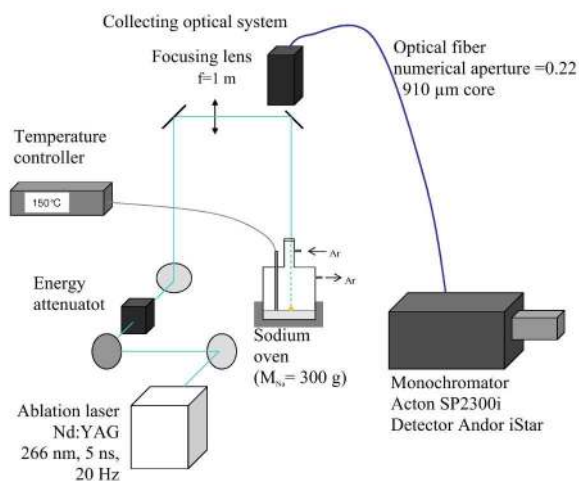 Collecting optical system
Focusing lens
f=1 m
Optical fiber
numerical aperture =0.22
910 µm core
Temperature
controller
150°C
Ar
Ar
Energy
attenuatot
Sodium
oven
(M_Na= 300 g)
Ablation laser
Nd:YAG
266 nm, 5 ns,
20 Hz
Monochromator
Acton SP2300i
Detector Andor iStar